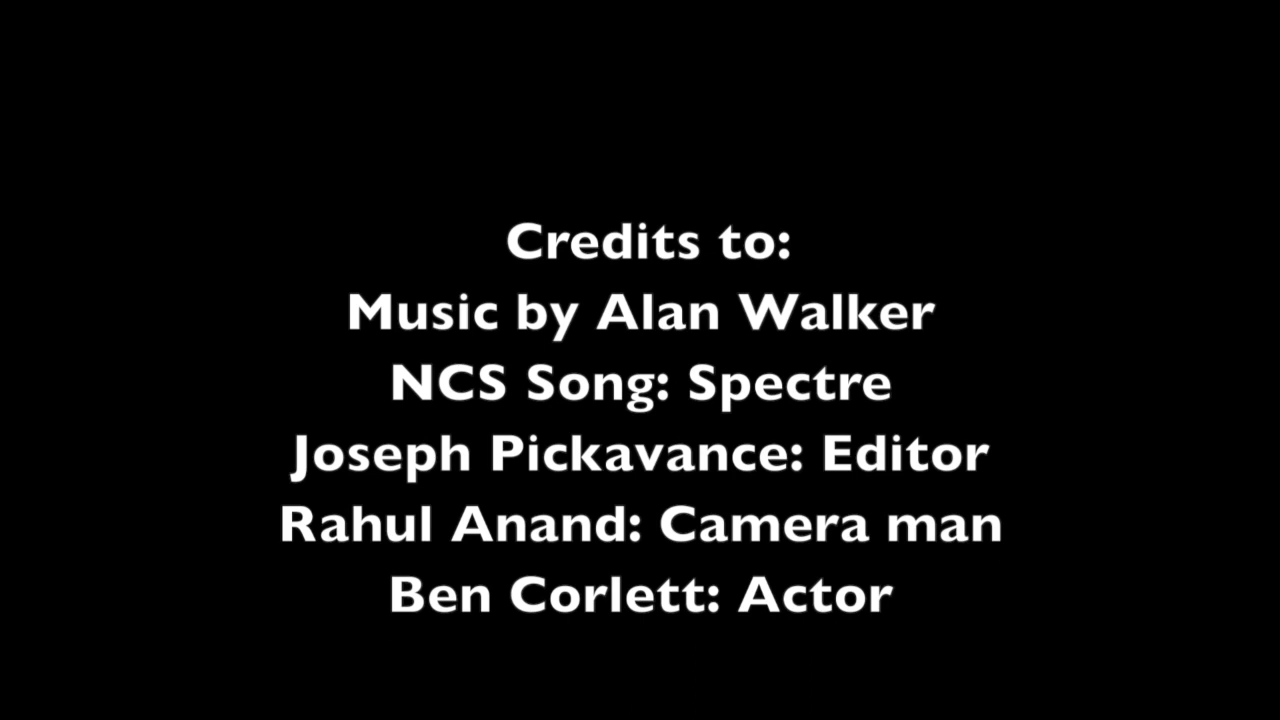 Credits to:
Music by Alan Walker
NCS Song: Spectre
Joseph Pickavance: Editor
Rahul Anand: Camera man
Ben Corlett: Actor